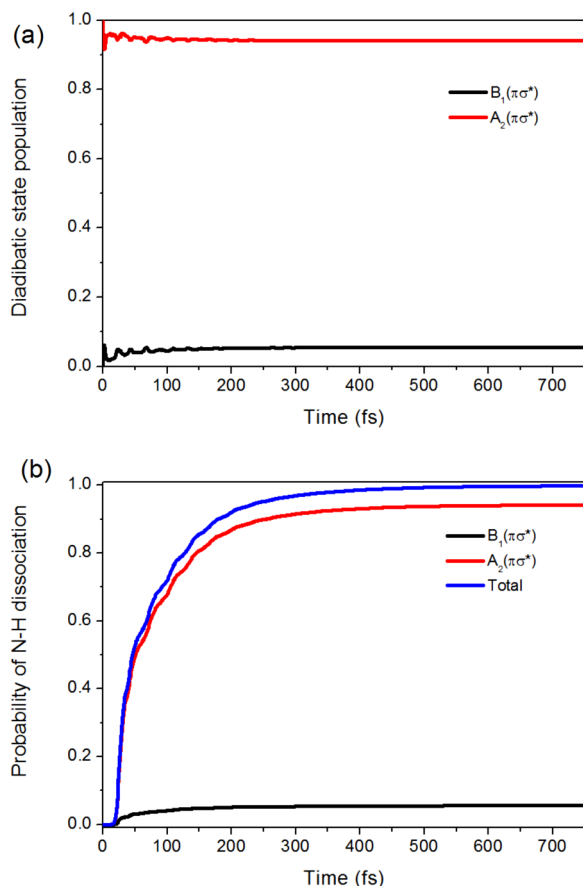 (a)
Diadibatic state population
1.0
0.8
0.6
0.4
0.2
0.0
B₁(πσ*)
A₂(πσ*)
0 100 200 300 400 500 600 700
Time (fs)
(b)
Probability of N-H dissociation
1.0
0.8
0.6
0.4
0.2
0.0
B₁(πσ*)
A₂(πσ*)
Total
0 100 200 300 400 500 600 700
Time (fs)